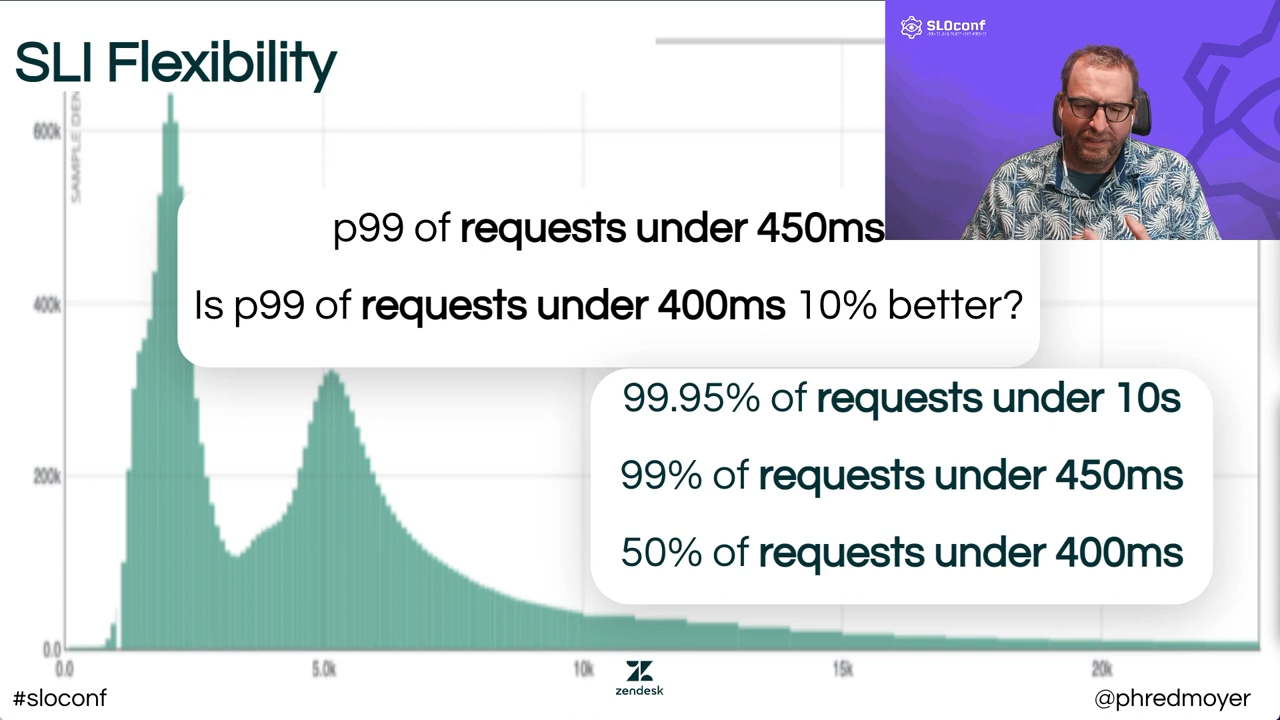 SLI Flexibility
SLOconf
600k
SAMPLE DEN
p99 of requests under 450ms
400k
Is p99 of requests under 400ms 10% better?
99.95% of requests under 10s
200k
99% of requests under 450ms
50% of requests under 400ms
0.0
0.0 5.0k 10k 15k 20k
zendesk
#sloconf
@phredmoyer